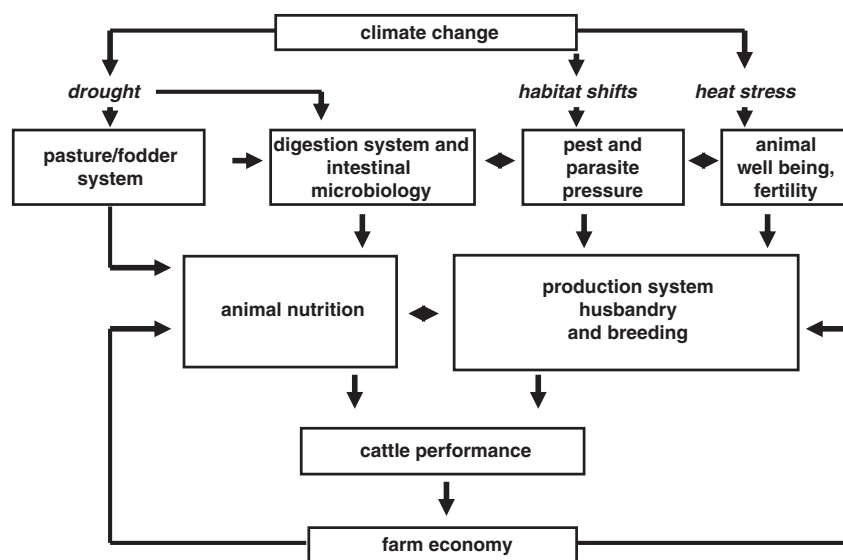 climate change
drought
habitat shifts
heat stress
pasture/fodder
system
digestion system and
intestinal
microbiology
pest and
parasite
pressure
animal
well being,
fertility
animal nutrition
production system
husbandry
and breeding
cattle performance
farm economy